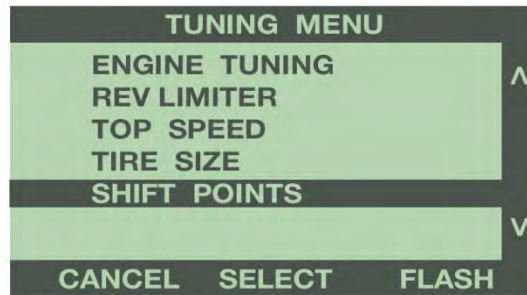 TUNING MENU
ENGINE TUNING
REV LIMITER
TOP SPEED
TIRE SIZE
SHIFT POINTS
CANCEL SELECT FLASH